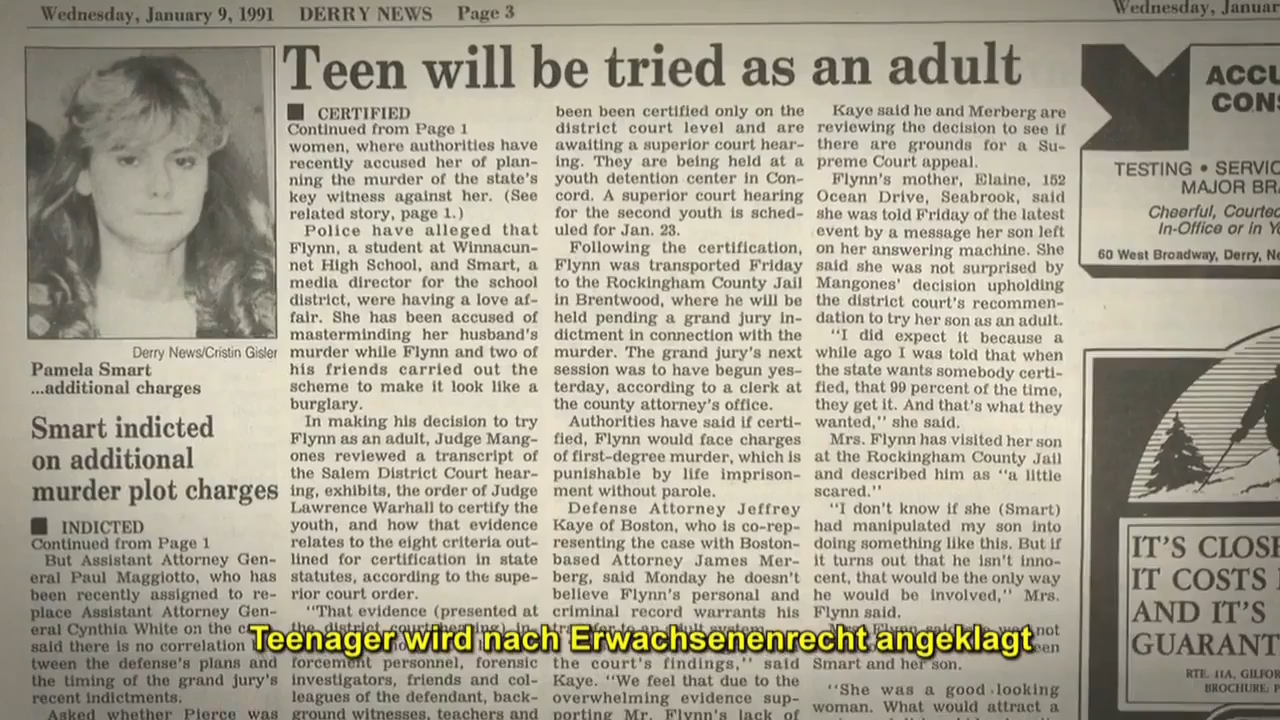 Wednesday, January 9, 1991 DERRY NEWS Page 3
Wednesday, Januar
Teen will be tried as an adult
Derry News/Cristin Gisler
Pamela Smart
...additional charges
Smart indicted
on additional
murder plot charges
■ INDICTED
Continued from Page 1
But Assistant Attorney Gen-
eral Paul Maggiotto, who has
been recently assigned to re-
place Assistant Attorney Gen-
eral Cynthia White on the
said there is no correlation
tween the defense's plans and
the timing of the grand jury's
recent indictments.
Asked whether Pierce was
■ CERTIFIED
Continued from Page 1
women, where authorities have
recently accused her of plan-
ning the murder of the state's
key witness against her. (See
related story, page 1.)
Police have alleged that
Flynn, a student at Winnacun-
net High School, and Smart, a
media director for the school
district, were having a love af-
fair. She has been accused of
masterminding her husband's
murder while Flynn and two of
his friends carried out the
scheme to make it look like a
burglary.
In making his decision to try
Flynn as an adult, Judge Mang-
ones reviewed a transcript of
the Salem District Court hear-
ing, exhibits, the order of Judge
Lawrence Warhall to certify the
youth, and how that evidence
relates to the eight criteria out-
lined for certification in state
statutes, according to the supe-
rior court order.
"That evidence (presented at
the district court hearing) in-
forcement personnel, forensic
investigators, friends and col-
leagues of the defendant, back-
ground witnesses, teachers and
been been certified only on the
district court level and are
awaiting a superior court hear-
ing. They are being held at a
youth detention center in Con-
cord. A superior court hearing
for the second youth is sched-
uled for Jan. 23.
Following the certification,
Flynn was transported Friday
to the Rockingham County Jail
in Brentwood, where he will be
held pending a grand jury in-
dictment in connection with the
murder. The grand jury's next
session was to have begun yes-
terday, according to a clerk at
the county attorney's office.
Authorities have said if certi-
fied, Flynn would face charges
of first-degree murder, which is
punishable by life imprison-
ment without parole.
Defense Attorney Jeffrey
Kaye of Boston, who is co-rep-
resenting the case with Boston-
based Attorney James Mer-
berg, said Monday he doesn't
believe Flynn's personal and
criminal record warrants his
transfer to an adult system.
the court's findings," said
Kaye. "We feel that due to the
overwhelming evidence sup-
porting Mr. Flynn's lack of
Kaye said he and Merberg are
reviewing the decision to see if
there are grounds for a Su-
preme Court appeal.
Flynn's mother, Elaine, 152
Ocean Drive, Seabrook, said
she was told Friday of the latest
event by a message her son left
on her answering machine. She
said she was not surprised by
Mangones' decision upholding
the district court's recommen-
dation to try her son as an adult.
"I did expect it because a
while ago I was told that when
the state wants somebody certi-
fied, that 99 percent of the time,
they get it. And that's what they
wanted," she said.
Mrs. Flynn has visited her son
at the Rockingham County Jail
and described him as "a little
scared."
"I don't know if she (Smart)
had manipulated my son into
doing something like this. But if
it turns out that he isn't inno-
cent, that would be the only way
he would be involved," Mrs.
Flynn said.
Mrs. Flynn said not
Smart and her son.
"She was a good looking
woman. What would attract a
ACCU
CONS
TESTING • SERVIC
MAJOR BRA
Cheerful, Courteo
In-Office or in Yo
60 West Broadway, Derry, Ne
IT'S CLOSE
IT COSTS
AND IT'S
GUARANT
RTE. 11A, GILFOR
BROCHURE,
Teenager wird nach Erwachsenenrecht angeklagt